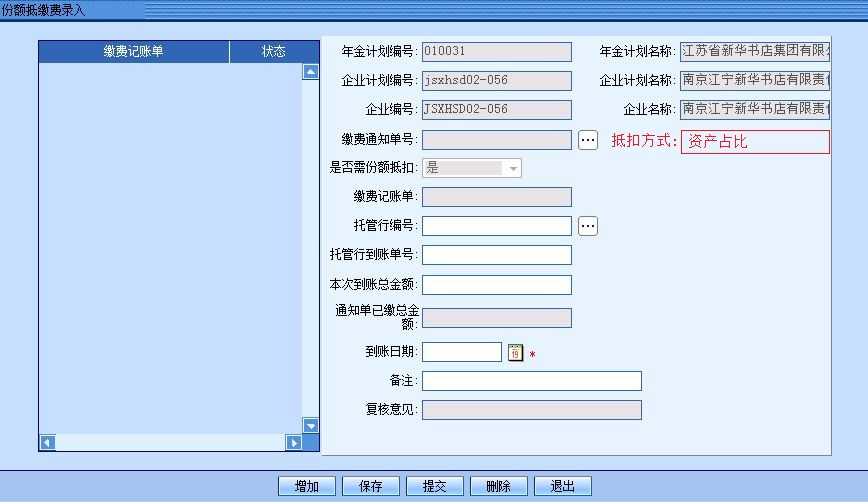 份额抵缴费录入
缴费记账单 状态
年金计划编号: 010031 年金计划名称: 江苏省新华书店集团有限
企业计划编号: jsxhsd02-056 企业计划名称: 南京江宁新华书店有限责
企业编号: JSXHSD02-056 企业名称: 南京江宁新华书店有限责
缴费通知单号: ... 抵扣方式: 资产占比
是否需份额抵扣: 是
缴费记账单:
托管行编号: ...
托管行到账单号:
本次到账总金额:
通知单已缴总金
额:
到账日期: 19 *
备注:
复核意见:
增加 保存 提交 删除 退出